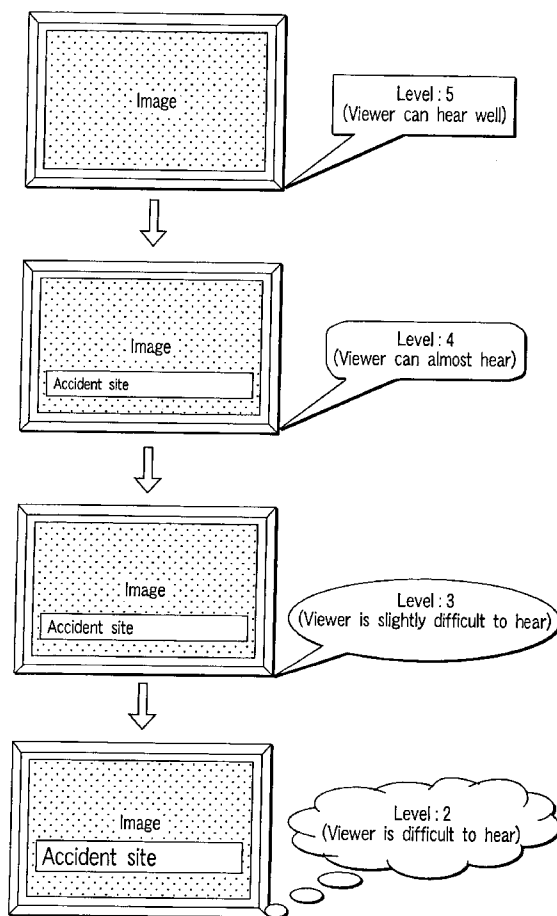 Image
Level : 5
(Viewer can hear well)
Image
Accident site
Level : 4
(Viewer can almost hear)
Image
Accident site
Level : 3
(Viewer is slightly difficult to hear)
Image
Accident site
Level : 2
(Viewer is difficult to hear)